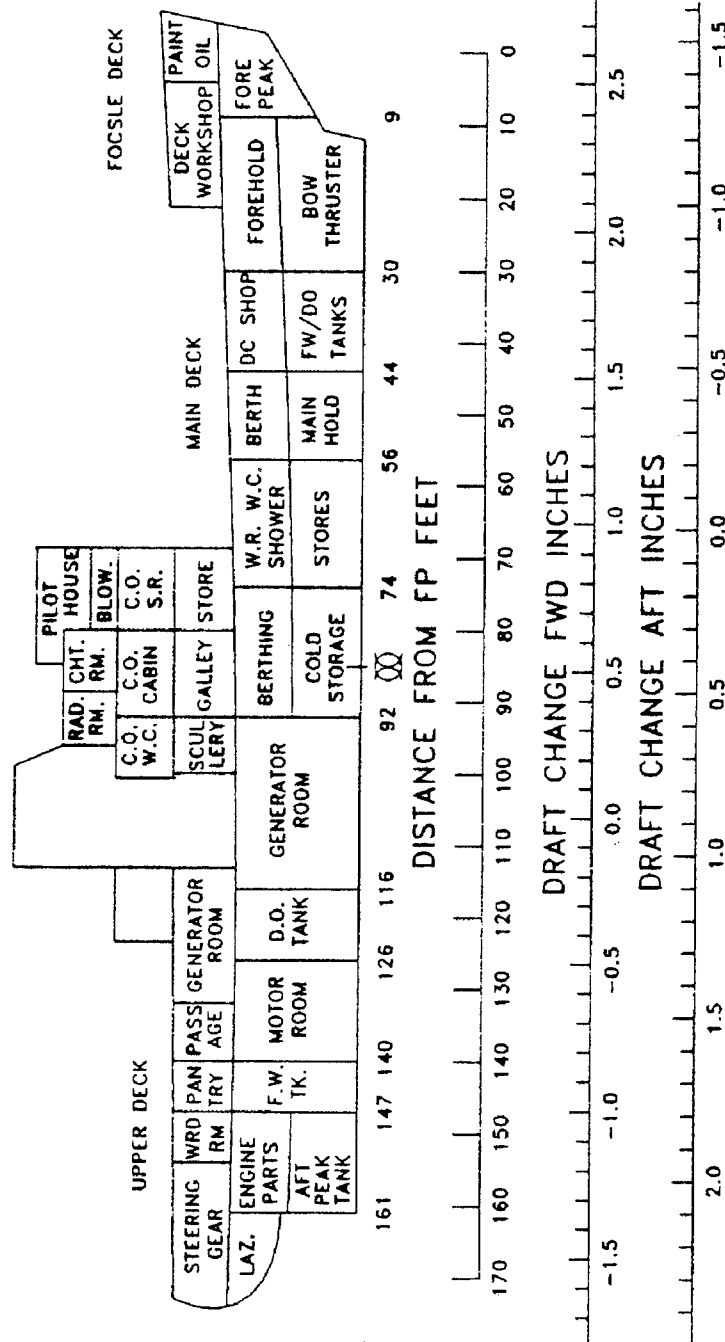 FOCSLE DECK
MAIN DECK
UPPER DECK
PILOT
HOUSE
RAD.
RM.
CHT.
RM.
BLOW.
C.O.
W.C.
C.O.
CABIN
C.O.
S.R.
STEERING
GEAR
WRD
RM
PAN
TRY
PASS
AGE
GENERATOR
ROOM
SCUL
LERY
GALLEY
STORE
DECK
WORKSHOP
PAINT
OIL
LAZ.
ENGINE
PARTS
AFT
PEAK
TANK
F.W.
TK.
MOTOR
ROOM
D.O.
TANK
GENERATOR
ROOM
BERTHING
COLD
STORAGE
W.R. W.C.
SHOWER
STORES
BERTH
MAIN
HOLD
DC SHOP
FW/DO
TANKS
FOREHOLD
BOW
THRUSTER
FORE
PEAK
161 147 140 126 116 92 74 56 44 30 9
DISTANCE FROM FP FEET
170 160 150 140 130 120 110 100 90 80 70 60 50 40 30 20 10 0
DRAFT CHANGE FWD INCHES
-1.5 -1.0 -0.5 0.0 0.5 1.0 1.5 2.0 2.5
DRAFT CHANGE AFT INCHES
2.0 1.5 1.0 0.5 0.0 -0.5 -1.0 -1.5